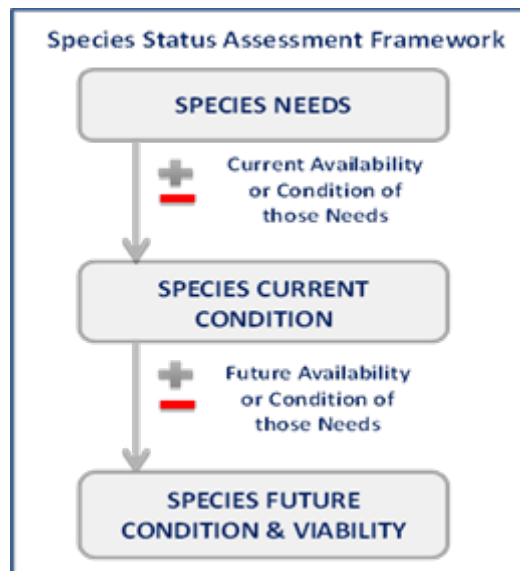 Species Status Assessment Framework
SPECIES NEEDS
Current Availability
or Condition of
those Needs
SPECIES CURRENT
CONDITION
Future Availability
or Condition of
those Needs
SPECIES FUTURE
CONDITION & VIABILITY